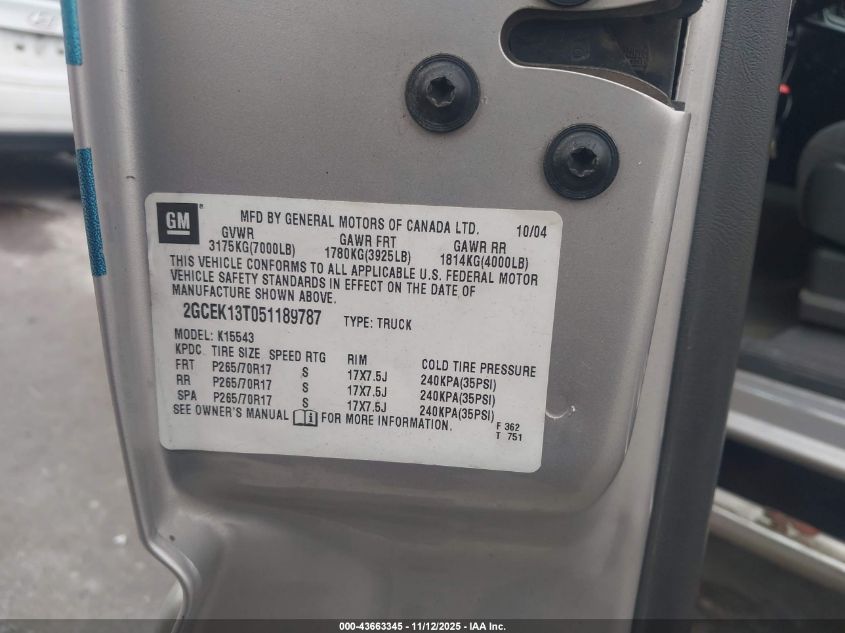 GM
MFD BY GENERAL MOTORS OF CANADA LTD. 10/04
GVWR GAWR FRT GAWR RR
3175KG(7000LB) 1780KG(3925LB) 1814KG(4000LB)
THIS VEHICLE CONFORMS TO ALL APPLICABLE U.S. FEDERAL MOTOR
VEHICLE SAFETY STANDARDS IN EFFECT ON THE DATE OF
MANUFACTURE SHOWN ABOVE.
2GCEK13T051189787 TYPE: TRUCK
MODEL: K15543
KPDC TIRE SIZE SPEED RTG RIM COLD TIRE PRESSURE
FRT P265/70R17 S 17X7.5J 240KPA(35PSI)
RR P265/70R17 S 17X7.5J 240KPA(35PSI)
SPA P265/70R17 S 17X7.5J 240KPA(35PSI)
SEE OWNER'S MANUAL i FOR MORE INFORMATION.
F 362
T 751
000-43663345 - 11/12/2025 - IAA Inc.